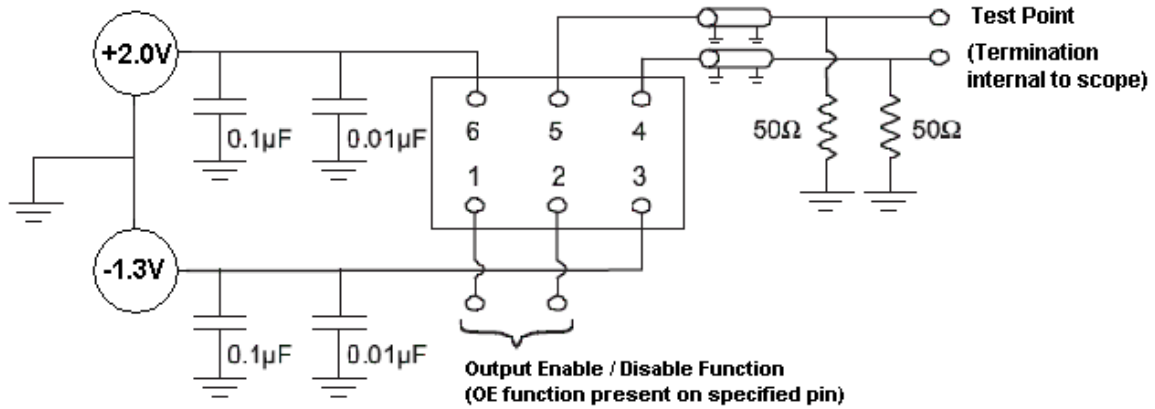 +2.0V
Test Point
(Termination
internal to scope)
0.1µF
0.01µF
6 5 4
50Ω
50Ω
1 2 3
-1.3V
0.1µF
0.01µF
Output Enable / Disable Function
(OE function present on specified pin)